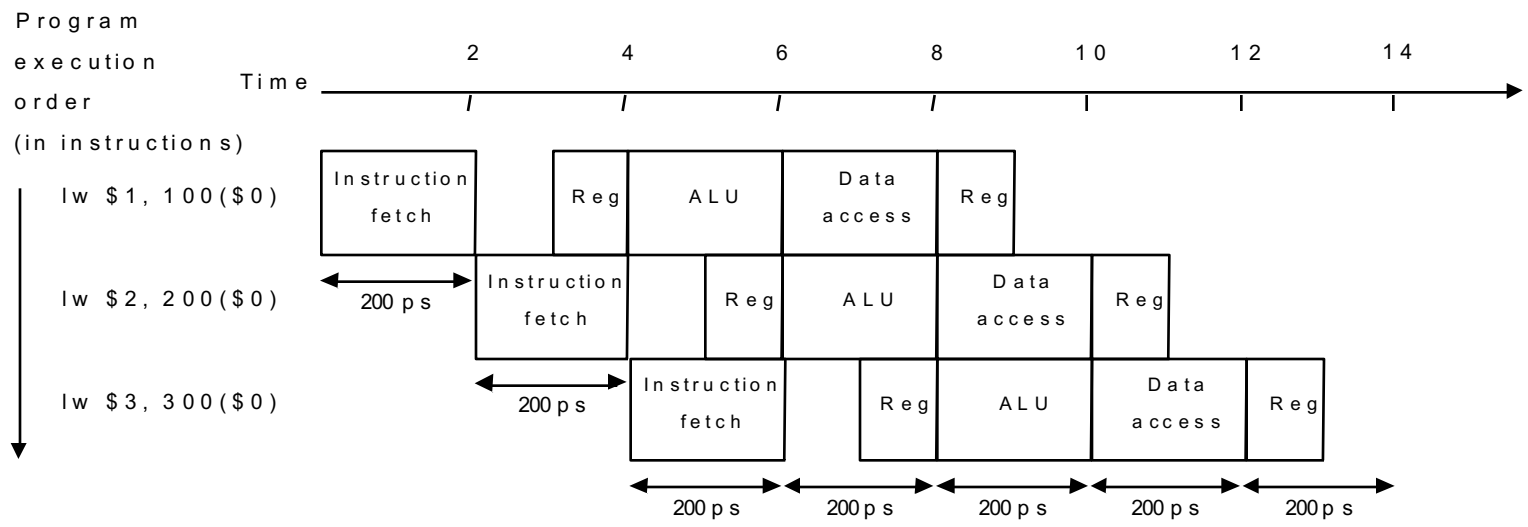 Program
execution
order
(in instructions)
Time
2 4 6 8 10 12 14
lw $1, 100($0)
Instruction
fetch
Reg
ALU
Data
access
Reg
200 ps
lw $2, 200($0)
Instruction
fetch
Reg
ALU
Data
access
Reg
200 ps
lw $3, 300($0)
Instruction
fetch
Reg
ALU
Data
access
Reg
200 ps 200 ps 200 ps 200 ps 200 ps